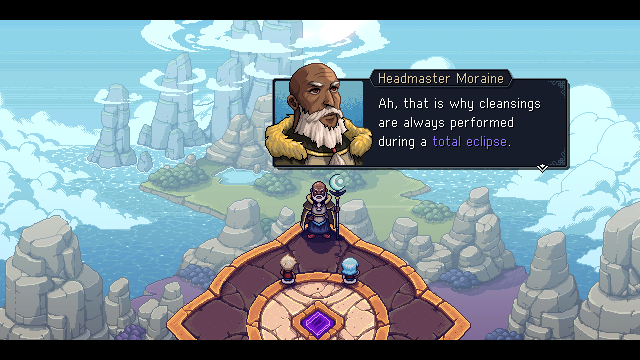 Headmaster Moraine
Ah, that is why cleansings
are always performed
during a total eclipse.